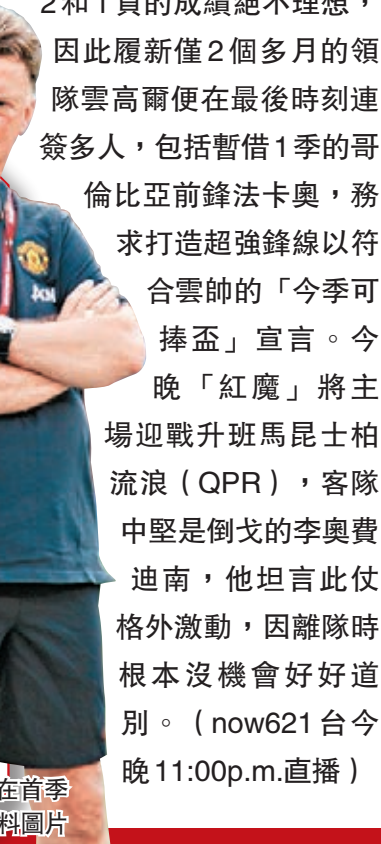 2和1負的成績絕不理想，
因此履新僅2個多月的領
隊雲高爾便在最後時刻連
簽多人，包括暫借1季的哥
倫比亞前鋒法卡奧，務
求打造超強鋒線以符
合雲帥的「今季可
捧盃」宣言。今
晚「紅魔」將主
場迎戰升班馬昆士柏
流浪（QPR），客隊
中堅是倒戈的李奧費
迪南，他坦言此仗
格外激動，因離隊時
根本沒機會好好道
別。（now621台今
晚11:00p.m.直播）
在首季
料圖片